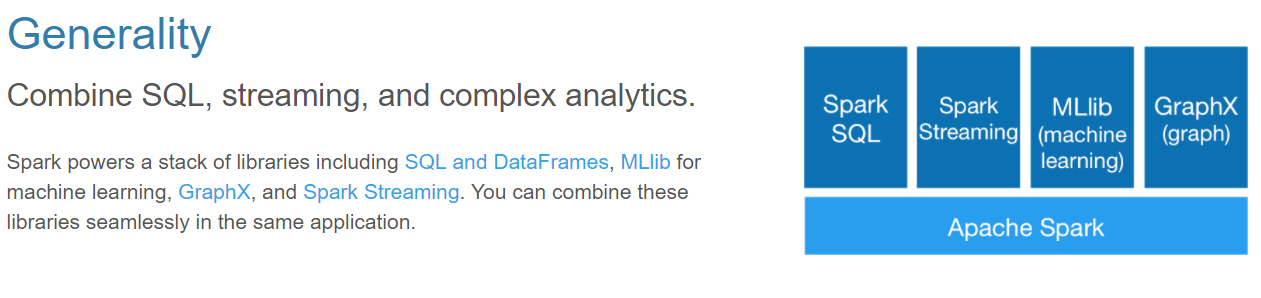 Generality
Combine SQL, streaming, and complex analytics.
Spark powers a stack of libraries including SQL and DataFrames, MLlib for
machine learning, GraphX, and Spark Streaming. You can combine these
libraries seamlessly in the same application.
Spark
SQL
Spark
Streaming
MLlib
(machine
learning)
GraphX
(graph)
Apache Spark